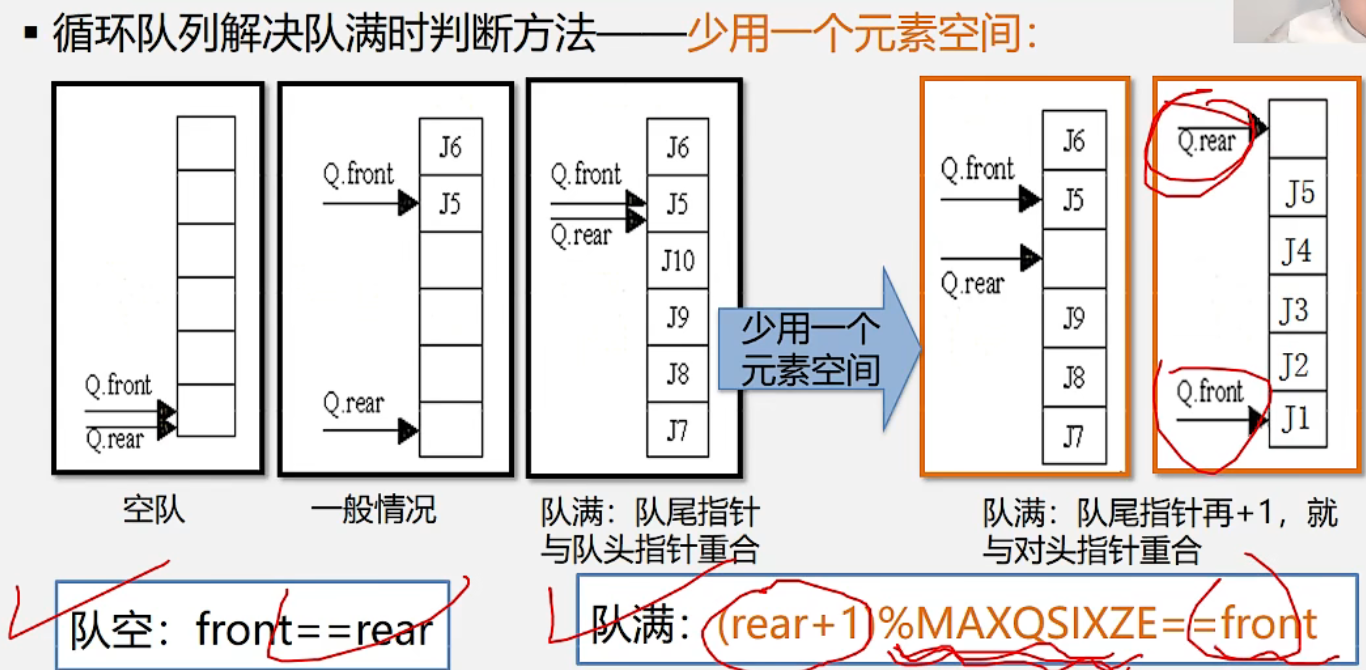 ▪ 循环队列解决队满时判断方法——少用一个元素空间：
Q.front
Q.rear
空队
J6
Q.front
J5
Q.rear
一般情况
J6
Q.front
J5
Q.rear
J10
J9
J8
J7
队满：队尾指针
与队头指针重合
少用一个
元素空间
J6
Q.front
J5
Q.rear
J9
J8
J7
Q.rear
J5
J4
J3
J2
Q.front
J1
队满：队尾指针再+1，就
与对头指针重合
队空：front==rear
队满：(rear+1)%MAXQSIXZE==front